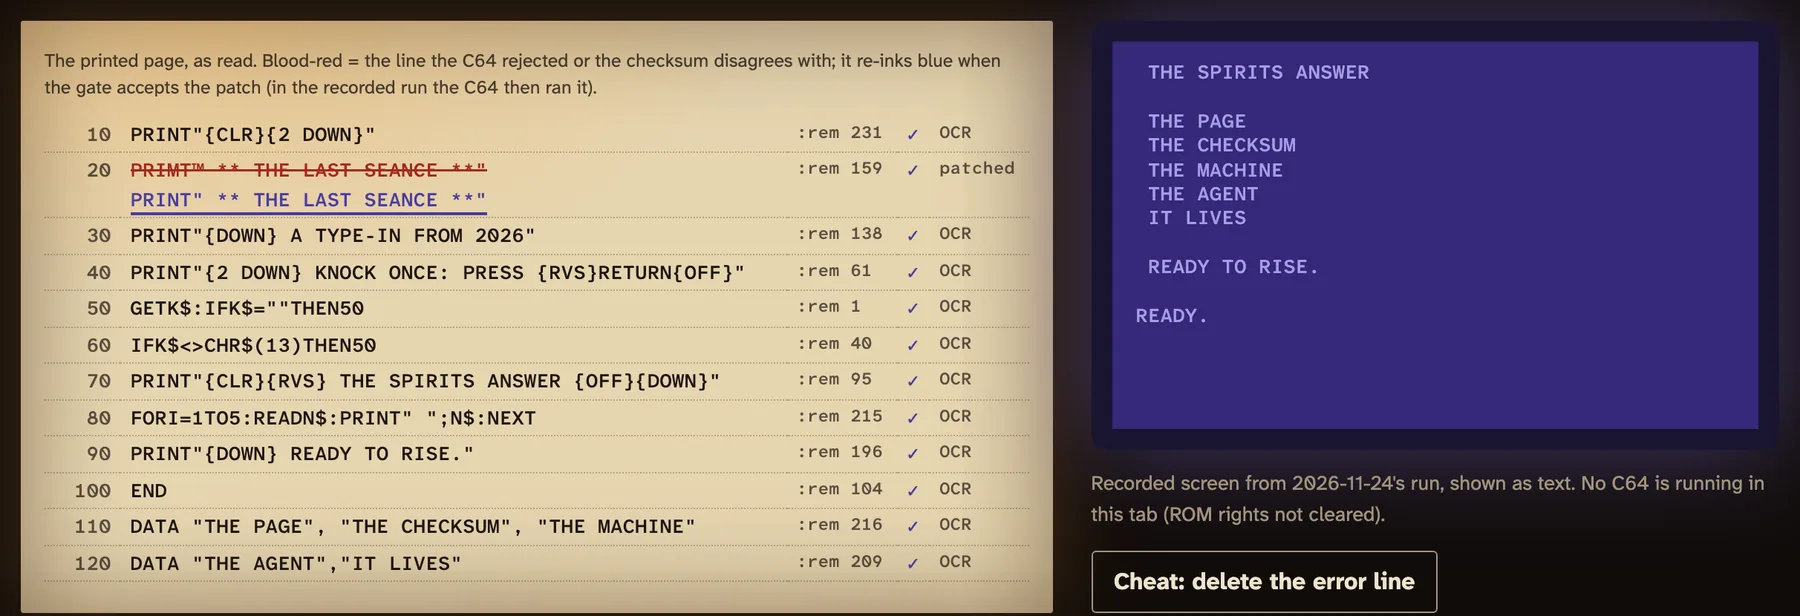 The printed page, as read. Blood-red = the line the C64 rejected or the checksum disagrees with; it re-inks blue when
the gate accepts the patch (in the recorded run the C64 then ran it).
10 PRINT"{CLR}{2 DOWN}" :rem 231 ✓ OCR
20 PRIMT™ ** THE LAST SEANCE **" :rem 159 ✓ patched
PRINT" ** THE LAST SEANCE **"
30 PRINT"{DOWN} A TYPE-IN FROM 2026" :rem 138 ✓ OCR
40 PRINT"{2 DOWN} KNOCK ONCE: PRESS {RVS}RETURN{OFF}" :rem 61 ✓ OCR
50 GETK$:IFK$=""THEN50 :rem 1 ✓ OCR
60 IFK$<>CHR$(13)THEN50 :rem 40 ✓ OCR
70 PRINT"{CLR}{RVS} THE SPIRITS ANSWER {OFF}{DOWN}" :rem 95 ✓ OCR
80 FORI=1TO5:READN$:PRINT" ";N$:NEXT :rem 215 ✓ OCR
90 PRINT"{DOWN} READY TO RISE." :rem 196 ✓ OCR
100 END :rem 104 ✓ OCR
110 DATA "THE PAGE", "THE CHECKSUM", "THE MACHINE" :rem 216 ✓ OCR
120 DATA "THE AGENT","IT LIVES" :rem 209 ✓ OCR
THE SPIRITS ANSWER
THE PAGE
THE CHECKSUM
THE MACHINE
THE AGENT
IT LIVES
READY TO RISE.
READY.
Recorded screen from 2026-11-24's run, shown as text. No C64 is running in
this tab (ROM rights not cleared).
Cheat: delete the error line